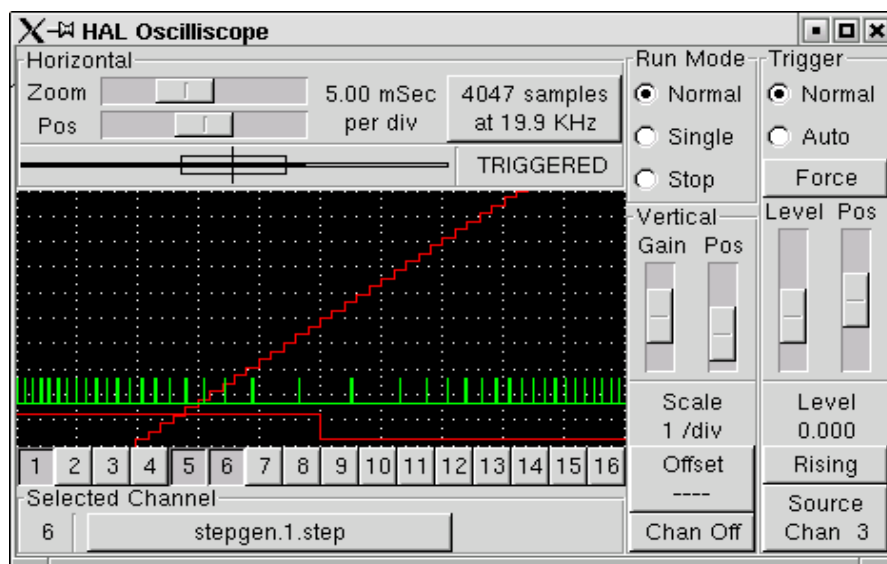 HAL Oscilliscope
Horizontal
Zoom
Pos
5.00 mSec
per div
4047 samples
at 19.9 KHz
TRIGGERED
Run Mode
Normal
Single
Stop
Trigger
Normal
Auto
Force
Level Pos
Vertical
Gain Pos
Scale
1 /div
Offset
----
Chan Off
Level
0.000
Rising
Source
Chan 3
1 2 3 4 5 6 7 8 9 10 11 12 13 14 15 16
Selected Channel
6 stepgen.1.step